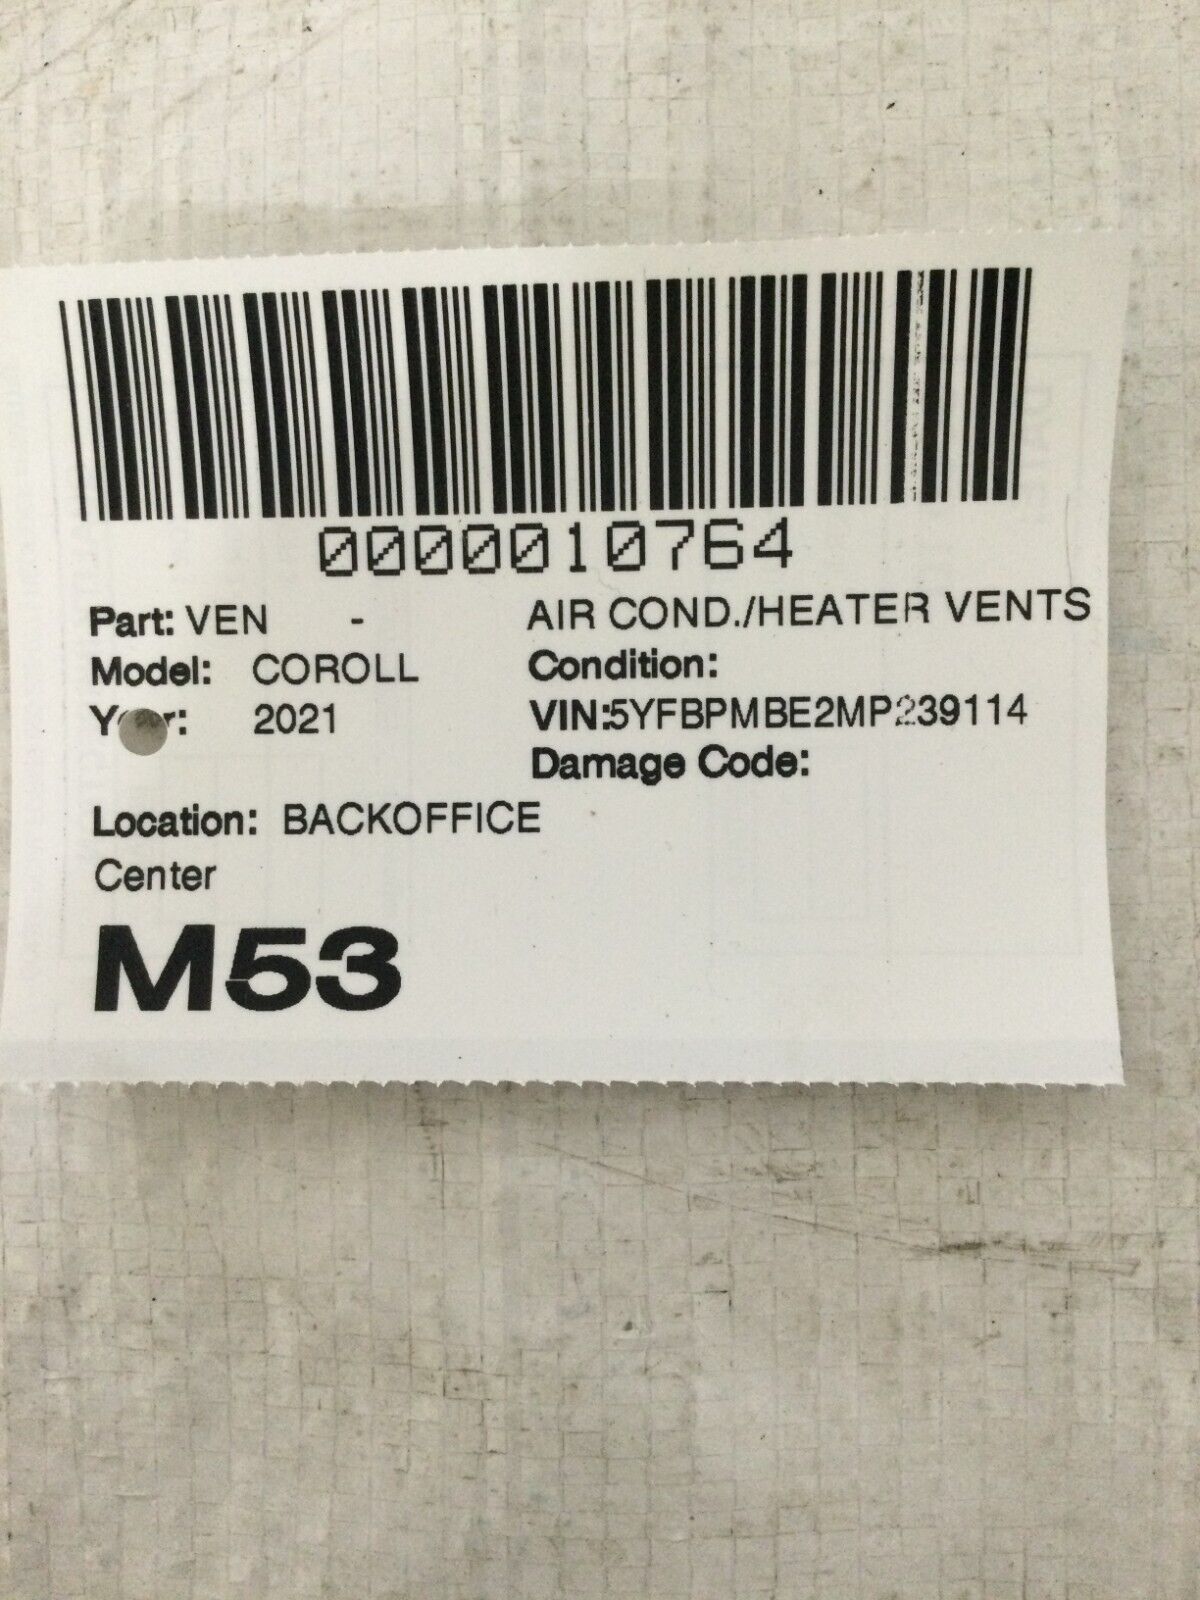 0000010764
Part: VEN - AIR COND./HEATER VENTS
Model: COROLL Condition:
Year: 2021 VIN:5YFBPMBE2MP239114
Damage Code:
Location: BACKOFFICE
Center
M53